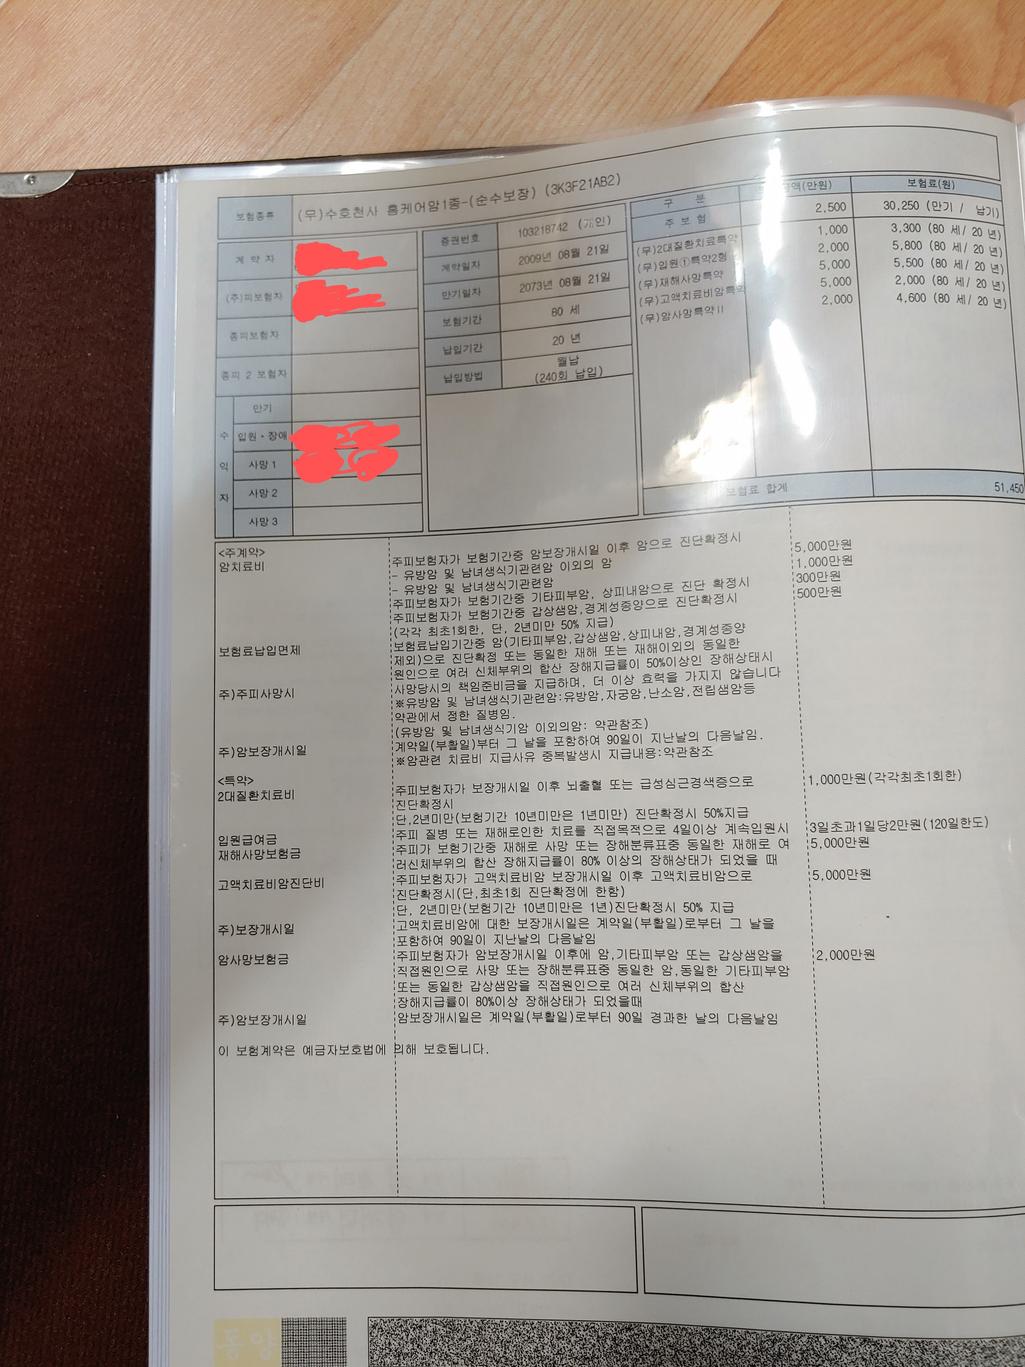 보험종류 (무)수호천사 홈케어암1종-(순수보장) (3K3F21AB2)
계 약 자
(주)피보험자
종피보험자
종피 2 보험자
수 익 자
만기
입원·장애
사망 1
사망 2
사망 3
증권번호 103218742 (개인)
계약일자 2009년 08월 21일
만기일자 2073년 08월 21일
보험기간 80 세
납입기간 20 년
납입방법 월납
(240회 납입)
구 분 액(만원) 보험료(원)
주 보 험 2,500 30,250 (만기 / 납기)
(무)2대질환치료특약 1,000 3,300 (80 세/ 20 년)
(무)입원①특약2형 2,000 5,800 (80 세/ 20 년)
(무)재해사망특약 5,000 5,500 (80 세/ 20 년)
(무)고액치료비암특약 5,000 2,000 (80 세/ 20 년)
(무)암사망특약Ⅱ 2,000 4,600 (80 세/ 20 년)
보험료 합계 51,450
<주계약>
암치료비 주피보험자가 보험기간중 암보장개시일 이후 암으로 진단확정시
- 유방암 및 남녀생식기관련암 이외의 암 5,000만원
- 유방암 및 남녀생식기관련암 1,000만원
주피보험자가 보험기간중 기타피부암, 상피내암으로 진단 확정시 300만원
주피보험자가 보험기간중 갑상샘암,경계성종양으로 진단확정시 500만원
(각각 최초1회한, 단, 2년미만 50% 지급)
보험료납입면제 보험료납입기간중 암(기타피부암,갑상샘암,상피내암,경계성종양
제외)으로 진단확정 또는 동일한 재해 또는 재해이외의 동일한
원인으로 여러 신체부위의 합산 장해지급률이 50%이상인 장해상태시
주)주피사망시 사망당시의 책임준비금을 지급하며, 더 이상 효력을 가지지 않습니다
※유방암 및 남녀생식기관련암:유방암,자궁암,난소암,전립샘암등
약관에서 정한 질병임.
(유방암 및 남녀생식기암 이외의암: 약관참조)
주)암보장개시일 계약일(부활일)부터 그 날을 포함하여 90일이 지난날의 다음날임.
※암관련 치료비 지급사유 중복발생시 지급내용:약관참조
<특약>
2대질환치료비 주피보험자가 보장개시일 이후 뇌출혈 또는 급성심근경색증으로 1,000만원(각각최초1회한)
진단확정시
단,2년미만(보험기간 10년미만은 1년미만) 진단확정시 50%지급
입원급여금 주피 질병 또는 재해로인한 치료를 직접목적으로 4일이상 계속입원시 3일초과1일당2만원(120일한도)
재해사망보험금 주피가 보험기간중 재해로 사망 또는 장해분류표중 동일한 재해로 여 5,000만원
러신체부위의 합산 장해지급률이 80% 이상의 장해상태가 되었을 때
고액치료비암진단비 주피보험자가 고액치료비암 보장개시일 이후 고액치료비암으로 5,000만원
진단확정시(단,최초1회 진단확정에 한함)
단, 2년미만(보험기간 10년미만은 1년)진단확정시 50% 지급
주)보장개시일 고액치료비암에 대한 보장개시일은 계약일(부활일)로부터 그 날을
포함하여 90일이 지난날의 다음날임
암사망보험금 주피보험자가 암보장개시일 이후에 암,기타피부암 또는 갑상샘암을 2,000만원
직접원인으로 사망 또는 장해분류표중 동일한 암,동일한 기타피부암
또는 동일한 갑상샘암을 직접원인으로 여러 신체부위의 합산
장해지급률이 80%이상 장해상태가 되었을때
주)암보장개시일 암보장개시일은 계약일(부활일)로부터 90일 경과한 날의 다음날임
이 보험계약은 예금자보호법에 의해 보호됩니다.
동양